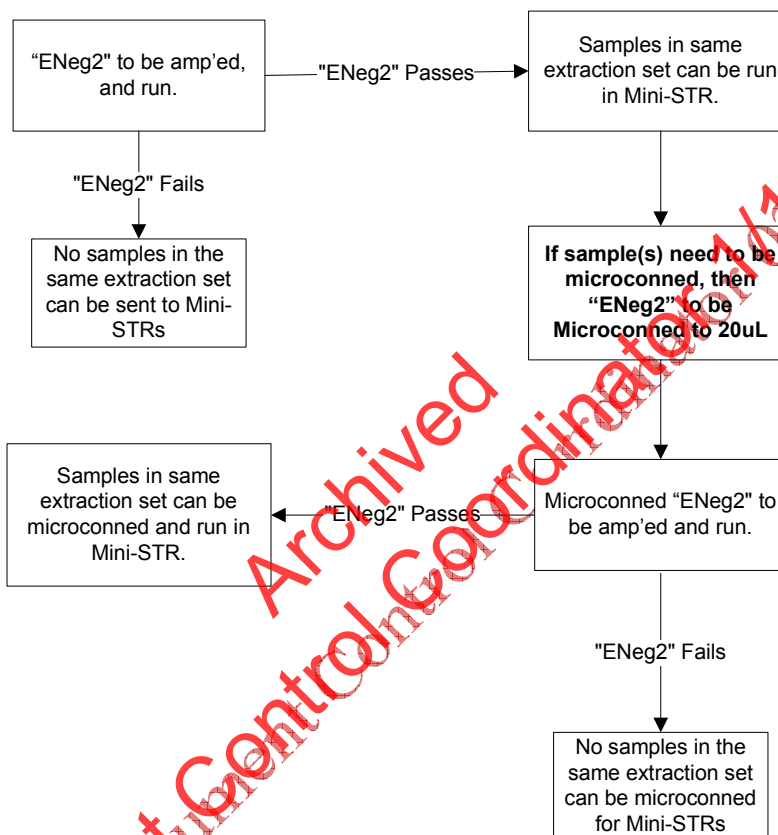 “ENeg2” to be amp’ed,
and run.
"ENeg2" Passes
Samples in same
extraction set can be run
in Mini-STR.
"ENeg2" Fails
No samples in the
same extraction set
can be sent to Mini-
STRs
If sample(s) need to be
microconned, then
“ENeg2” to be
Microconned to 20uL
Samples in same
extraction set can be
microconned and run in
Mini-STR.
"ENeg2" Passes
Microconned “ENeg2” to
be amp’ed and run.
"ENeg2" Fails
No samples in the
same extraction set
can be microconned
for Mini-STRs
Archived
Control Coordinator
Control